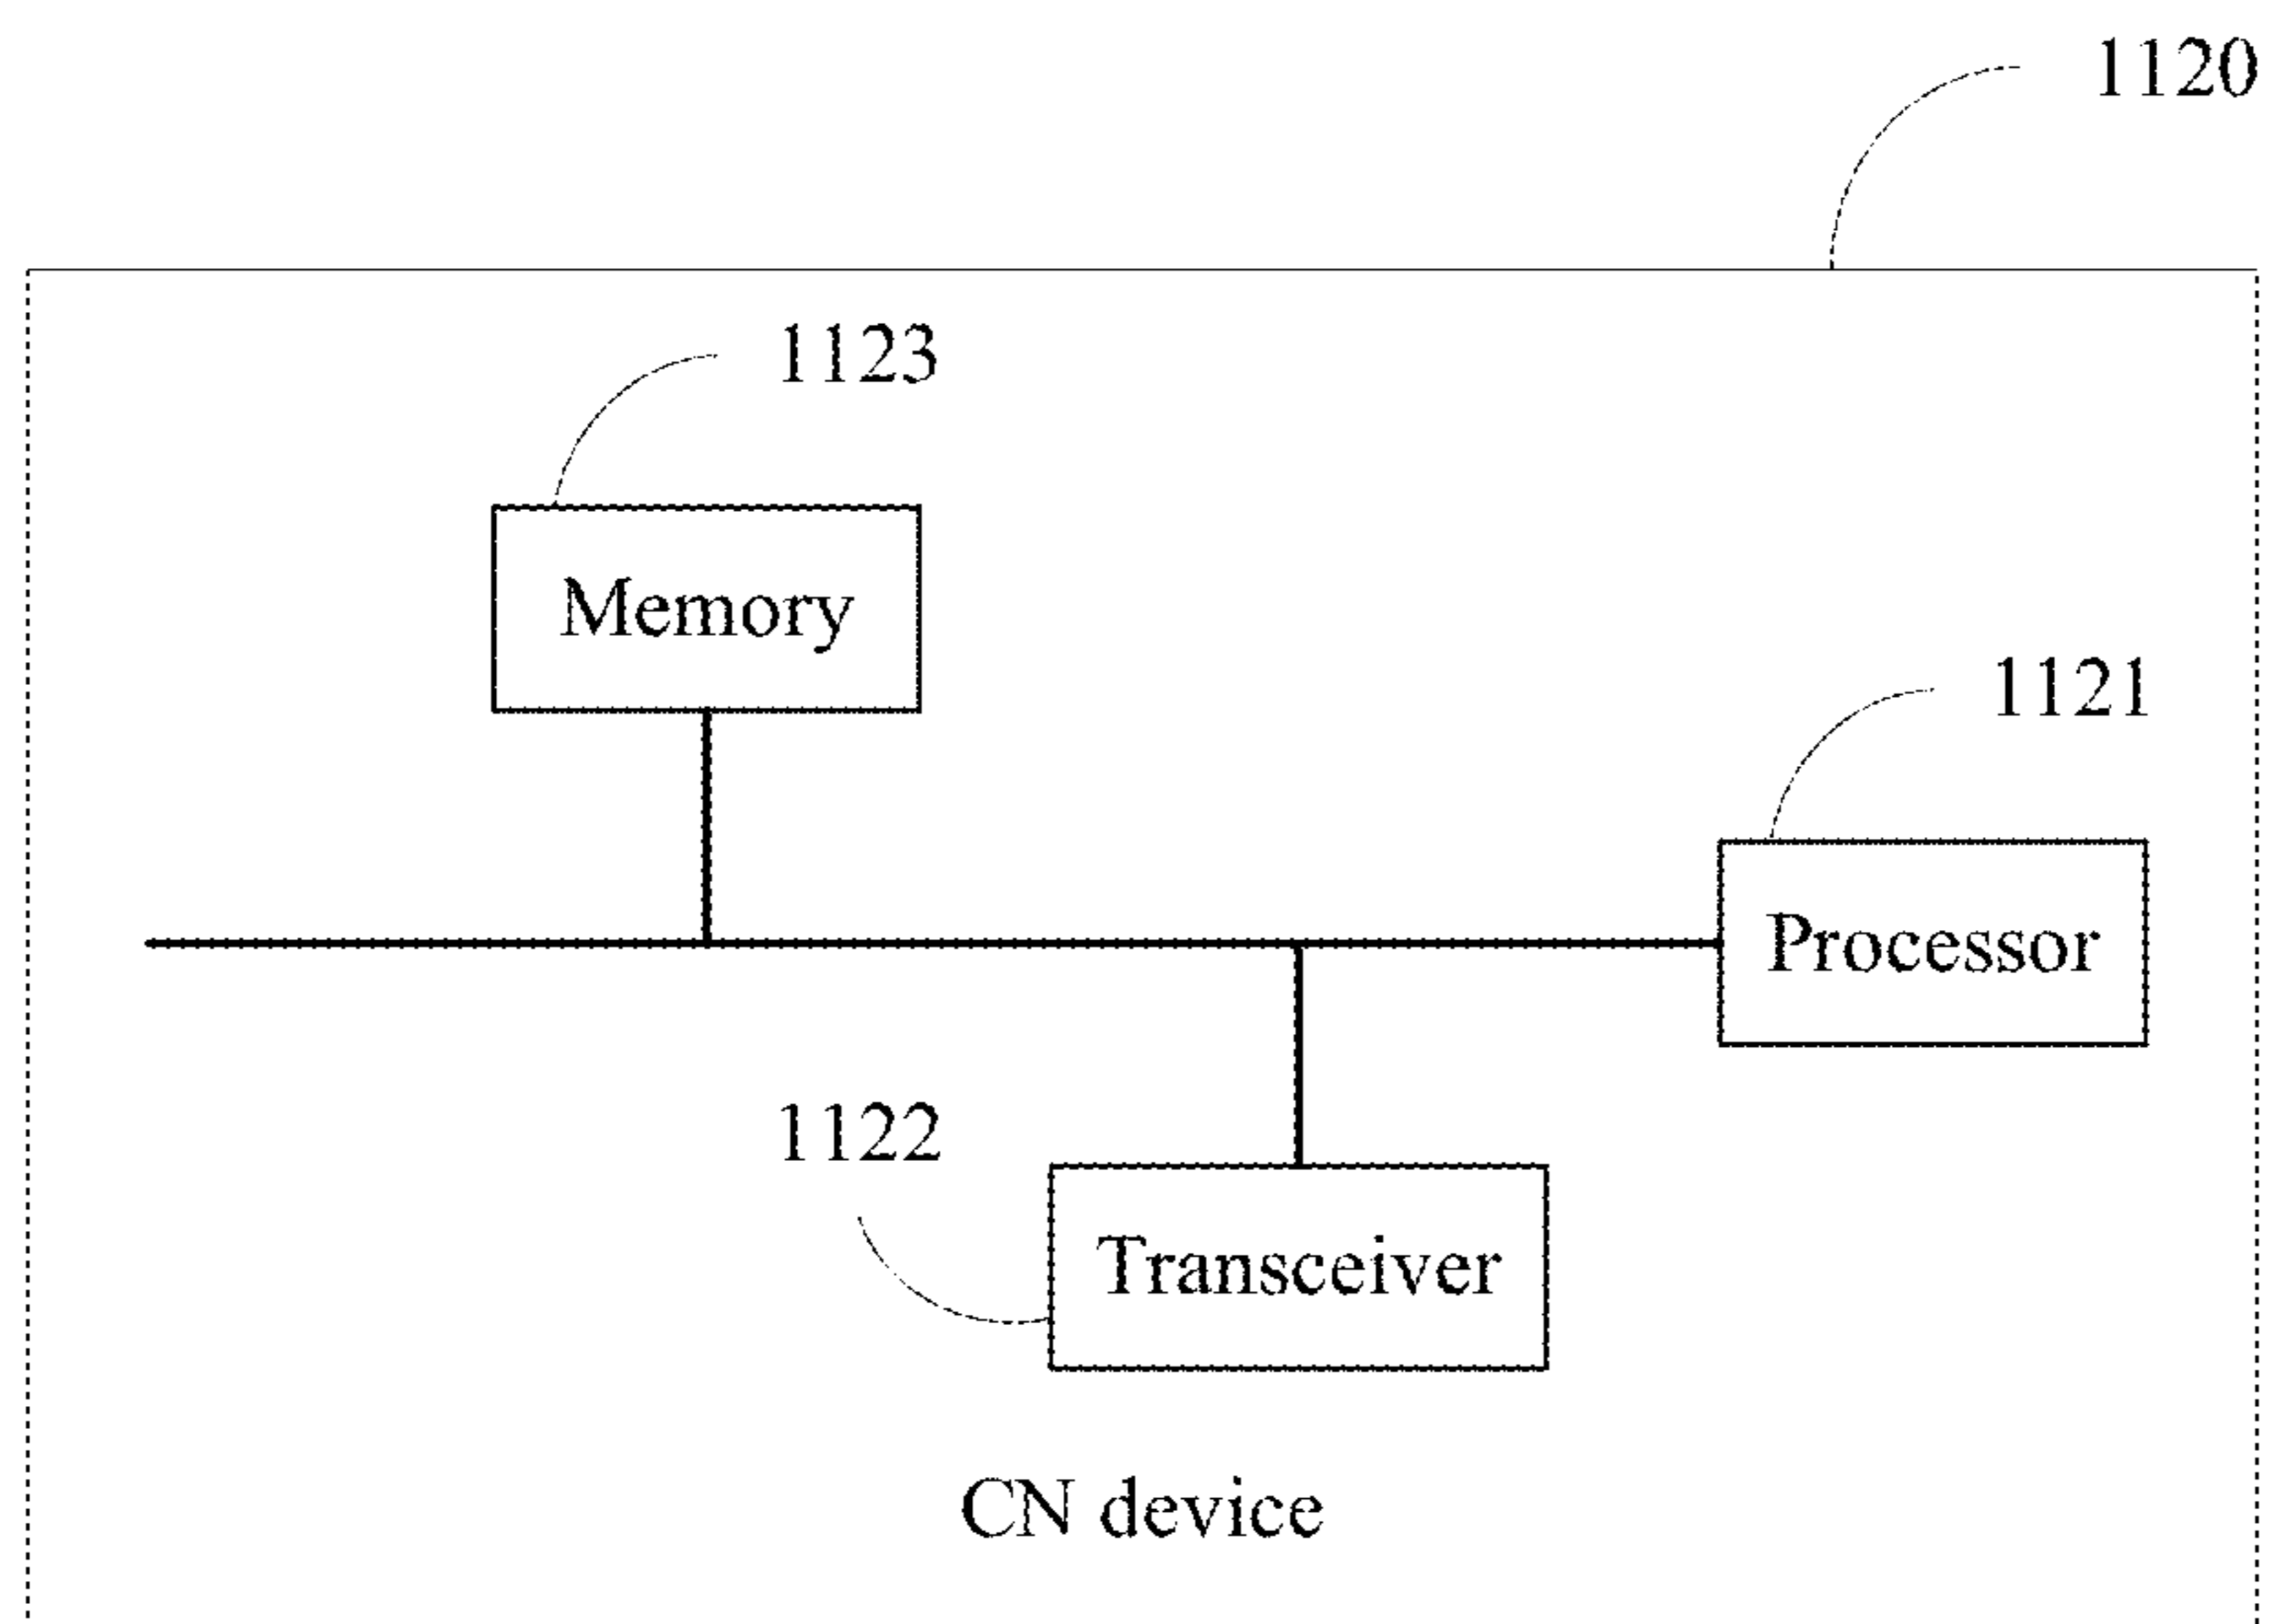 1120
1123
Memory
1121
Processor
1122
Transceiver
CN device